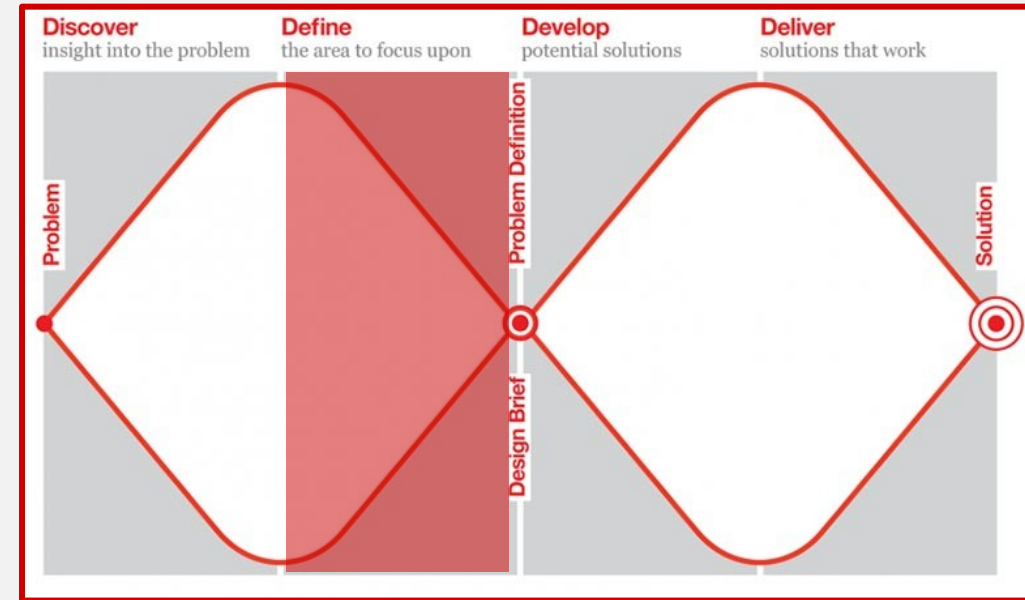 Discover
insight into the problem
Define
the area to focus upon
Develop
potential solutions
Deliver
solutions that work
Problem
Problem Definition
Design Brief
Solution